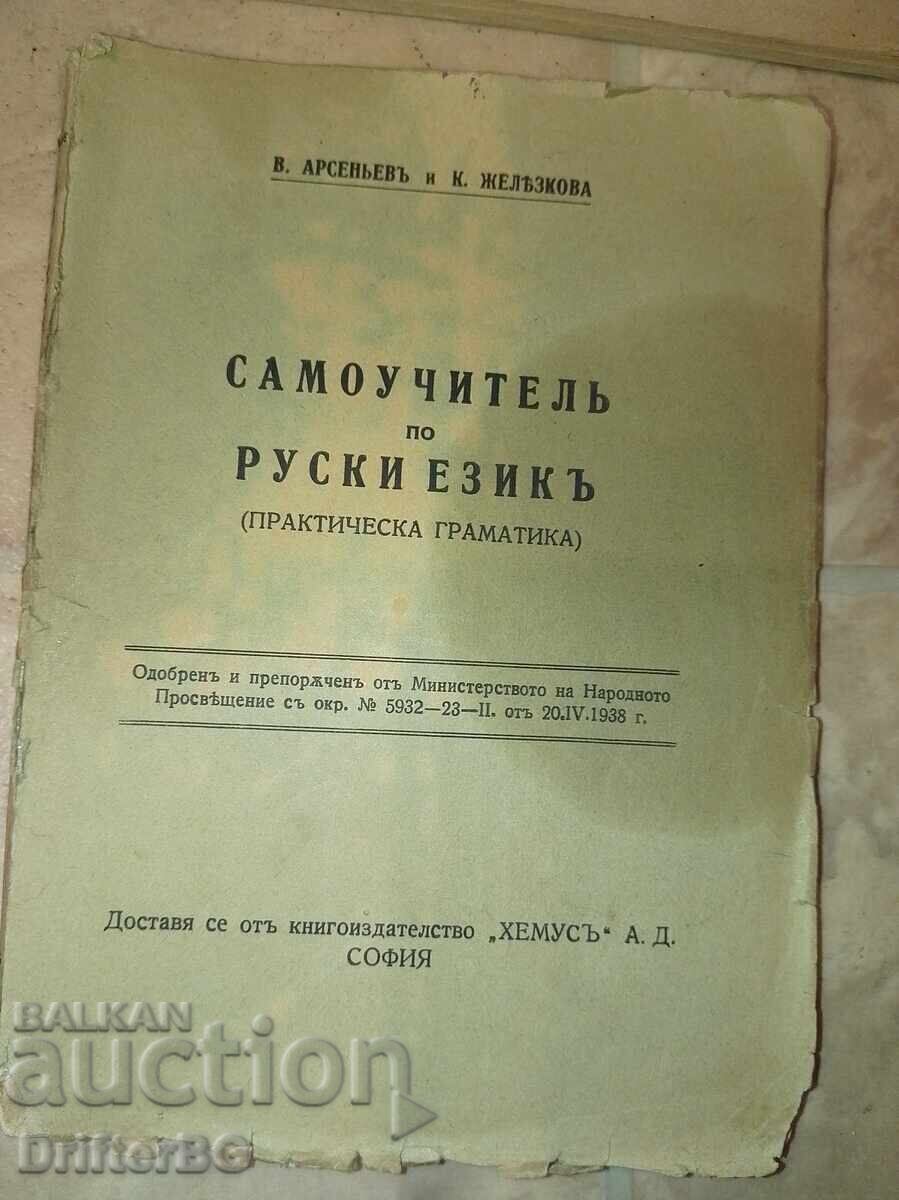 В. АРСЕНЬЕВЪ и К. ЖЕЛѢЗКОВА
САМОУЧИТЕЛЬ
ПО
РУСКИ ЕЗИКЪ
(ПРАКТИЧЕСКА ГРАМАТИКА)
Одобренъ и препорѫченъ отъ Министерството на Народното
Просвѣщение съ окр. № 5932—23—II. отъ 20.IV.1938 г.
Доставя се отъ книгоиздателство „ХЕМУСЪ“ А. Д.
СОФИЯ
BALKAN
auction
DrifterBG